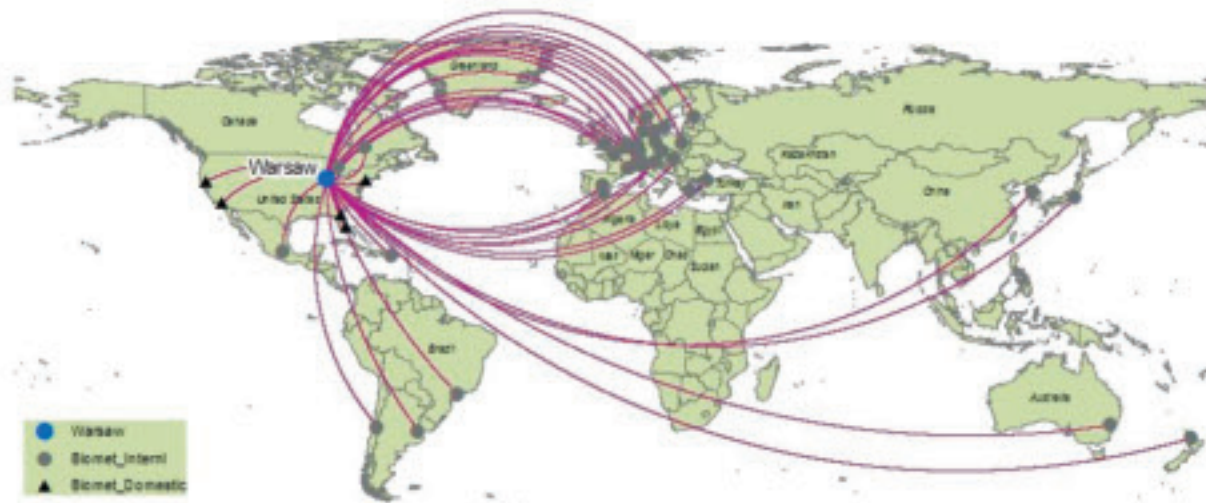 Greenland
Canada
Russia
Kazakhstan
Warsaw
United States
Turkey
China
Iran
Algeria
Libya
Egypt
Mali
Niger
Chad
Sudan
Brazil
Australia
Warsaw
Biomet_Internl
Biomet_Domestic